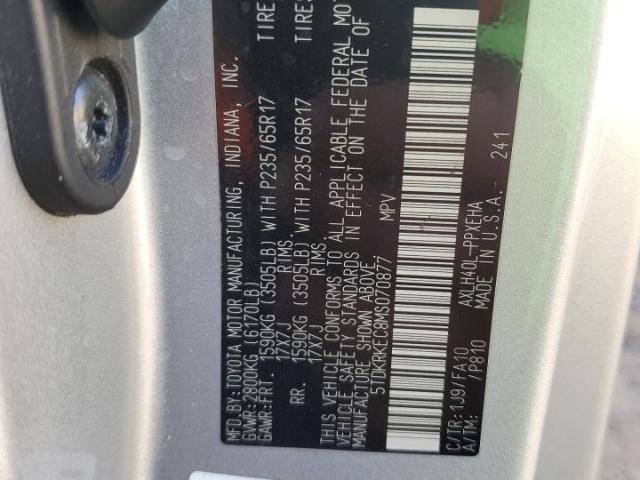 MFD.BY:TOYOTA MOTOR MANUFACTURING, INDIANA, INC.
GVWR:2800KG (6170LB)
GAWR:FRT. 1590KG (3505LB) WITH P235/65R17 TIRES
17X7J RIMS.
RR. 1590KG (3505LB) WITH P235/65R17 TIRES
17X7J RIMS.
THIS VEHICLE CONFORMS TO ALL APPLICABLE FEDERAL MOTOR
VEHICLE SAFETY STANDARDS IN EFFECT ON THE DATE OF
MANUFACTURE SHOWN ABOVE.
5TDKRKEC8MS070877 MPV
C/TR:1J9/FA10 AXLH40L-PPXEHA
A/TM: /P810 MADE IN U.S.A.- 241